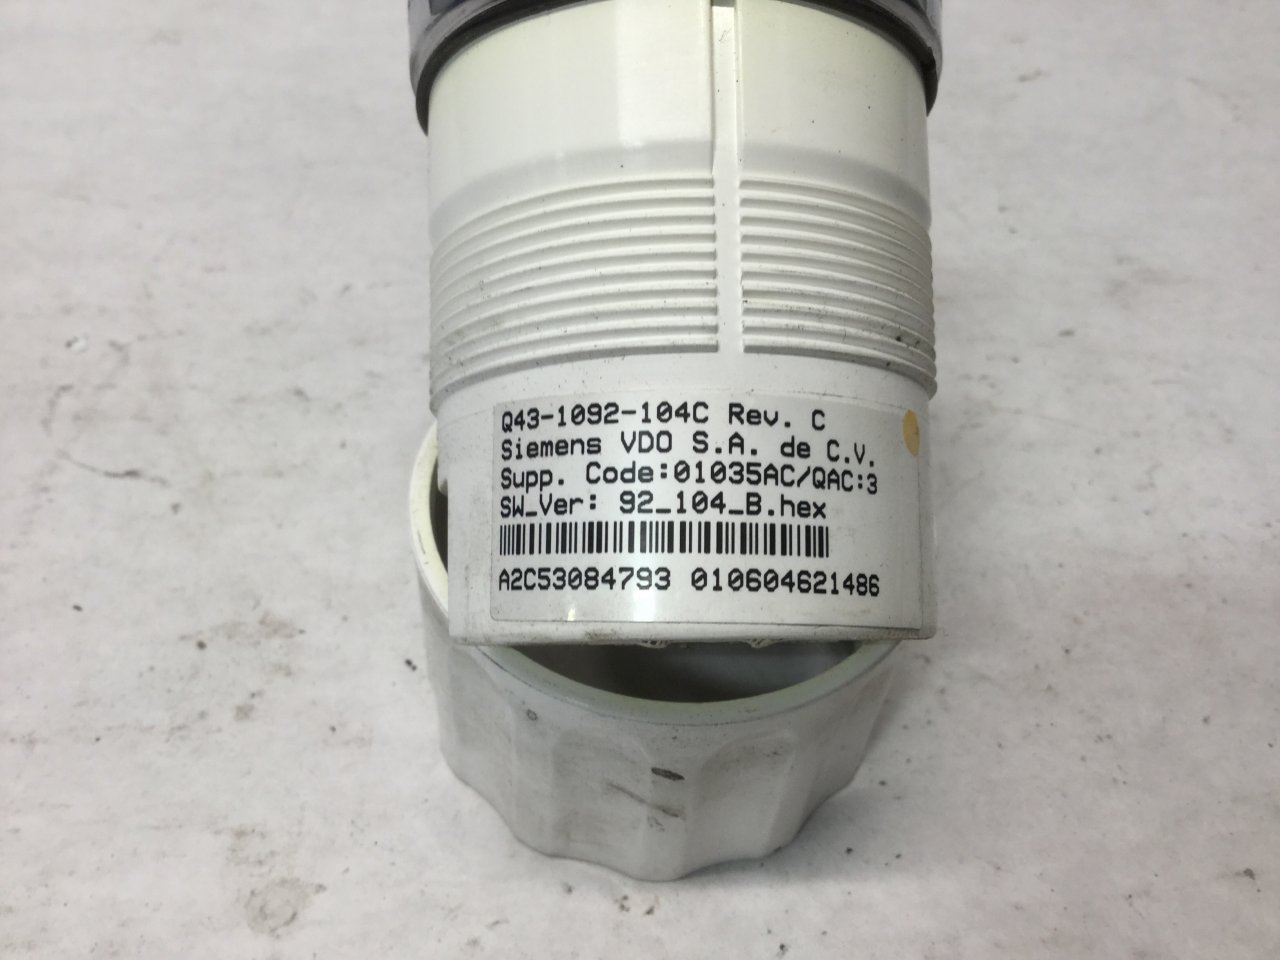 Q43-1092-104C Rev. C
Siemens VDO S.A. de C.V.
Supp. Code:01035AC/QAC:3
SW_Ver: 92_104_B.hex
A2C53084793 010604621486